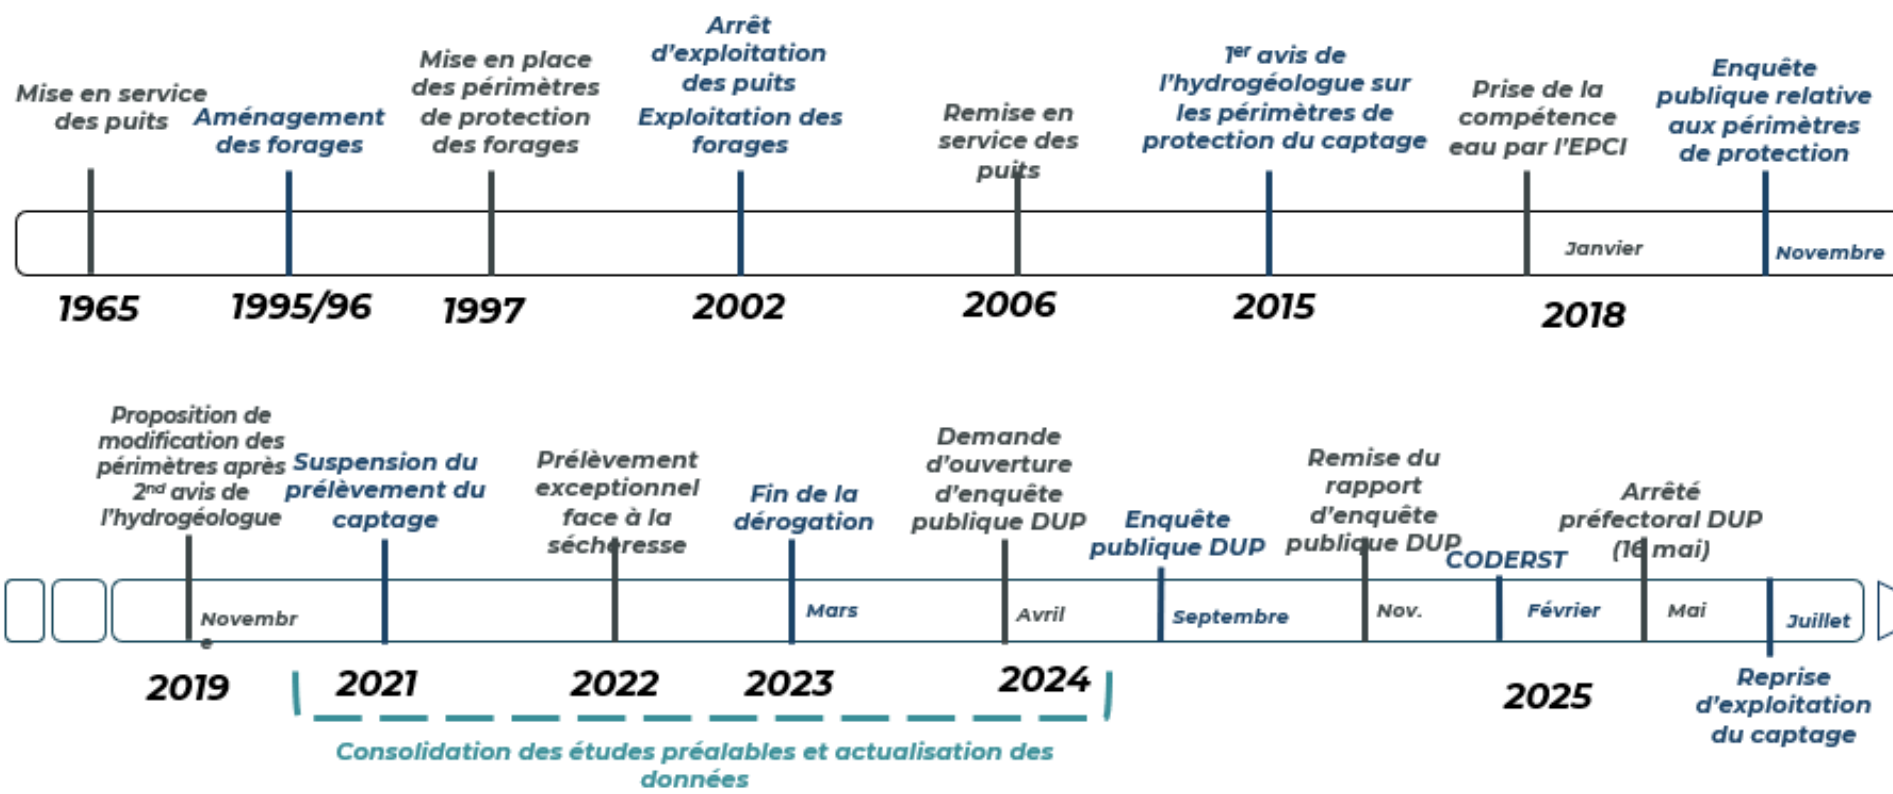 Mise en service
des puits
Aménagement
des forages
Mise en place
des périmètres
de protection
des forages
Arrêt
d'exploitation
des puits
Exploitation des
forages
Remise en
service des
puits
1er avis de
l'hydrogéologue sur
les périmètres de
protection du captage
Prise de la
compétence
eau par l'EPCI
Enquête
publique relative
aux périmètres
de protection
Janvier
Novembre
1965
1995/96
1997
2002
2006
2015
2018
Proposition de
modification des
périmètres après
2nd avis de
l'hydrogéologue
Suspension du
prélèvement du
captage
Prélèvement
exceptionnel
face à la
sécheresse
Fin de la
dérogation
Demande
d'ouverture
d'enquête
publique DUP
Enquête
publique DUP
Remise du
rapport
d'enquête
publique DUP
CODERST
Arrêté
préfectoral DUP
(16 mai)
Novembr
e
Mars
Avril
Septembre
Nov.
Février
Mai
Juillet
2019
2021
2022
2023
2024
2025
Reprise
d'exploitation
du captage
Consolidation des études préalables et actualisation des
données